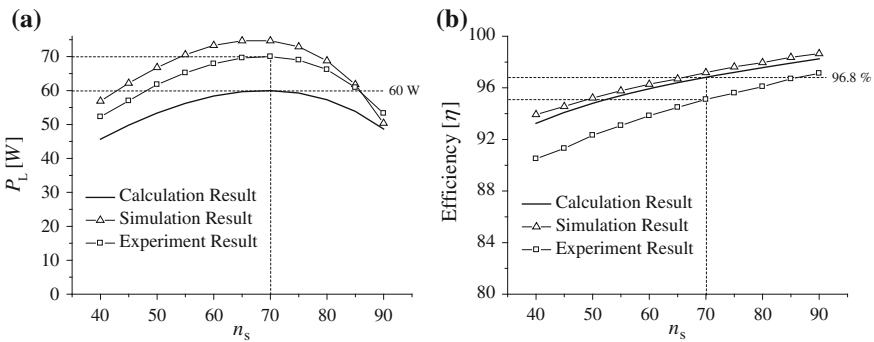 (a)
P_L [W]
70
60
50
40
30
20
10
0
60 W
Calculation Result
Simulation Result
Experiment Result
40 50 60 70 80 90
n_s
(b)
Efficiency [η]
100
96
92
88
84
80
96.8 %
Calculation Result
Simulation Result
Experiment Result
40 50 60 70 80 90
n_s